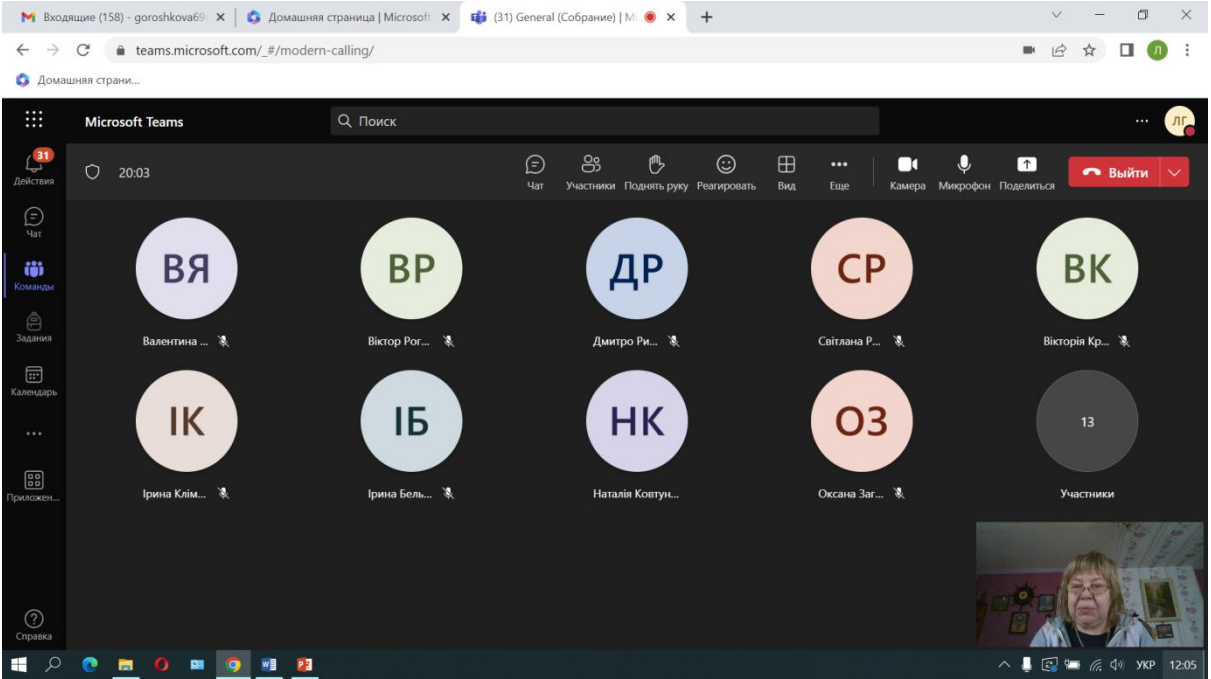 Входящие (158) - goroshkova69
Домашняя страница | Microsoft
(31) General (Собрание) | M
teams.microsoft.com/_#/modern-calling/
Л
Домашняя страни...
Microsoft Teams
Поиск
ЛГ
31
Действия
20:03
Чат
Участники
Поднять руку
Реагировать
Вид
Еще
Камера
Микрофон
Поделиться
Выйти
Чат
Команды
Задания
Календарь
Приложен...
Справка
ВЯ
ВР
ДР
СР
ВК
Валентина ...
Віктор Рог...
Дмитро Ри...
Світлана Р...
Вікторія Кр...
ІК
ІБ
НК
ОЗ
13
Ірина Клім...
Ірина Бель...
Наталія Ковтун...
Оксана Заг...
Участники
УКР
12:05